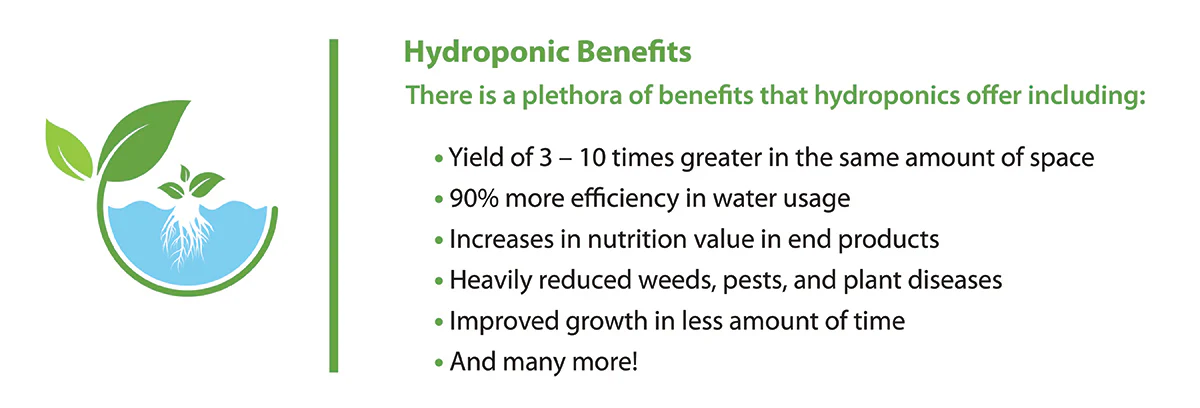 Hydroponic Benefits
There is a plethora of benefits that hydroponics offer including:
• Yield of 3 – 10 times greater in the same amount of space
• 90% more efficiency in water usage
• Increases in nutrition value in end products
• Heavily reduced weeds, pests, and plant diseases
• Improved growth in less amount of time
• And many more!